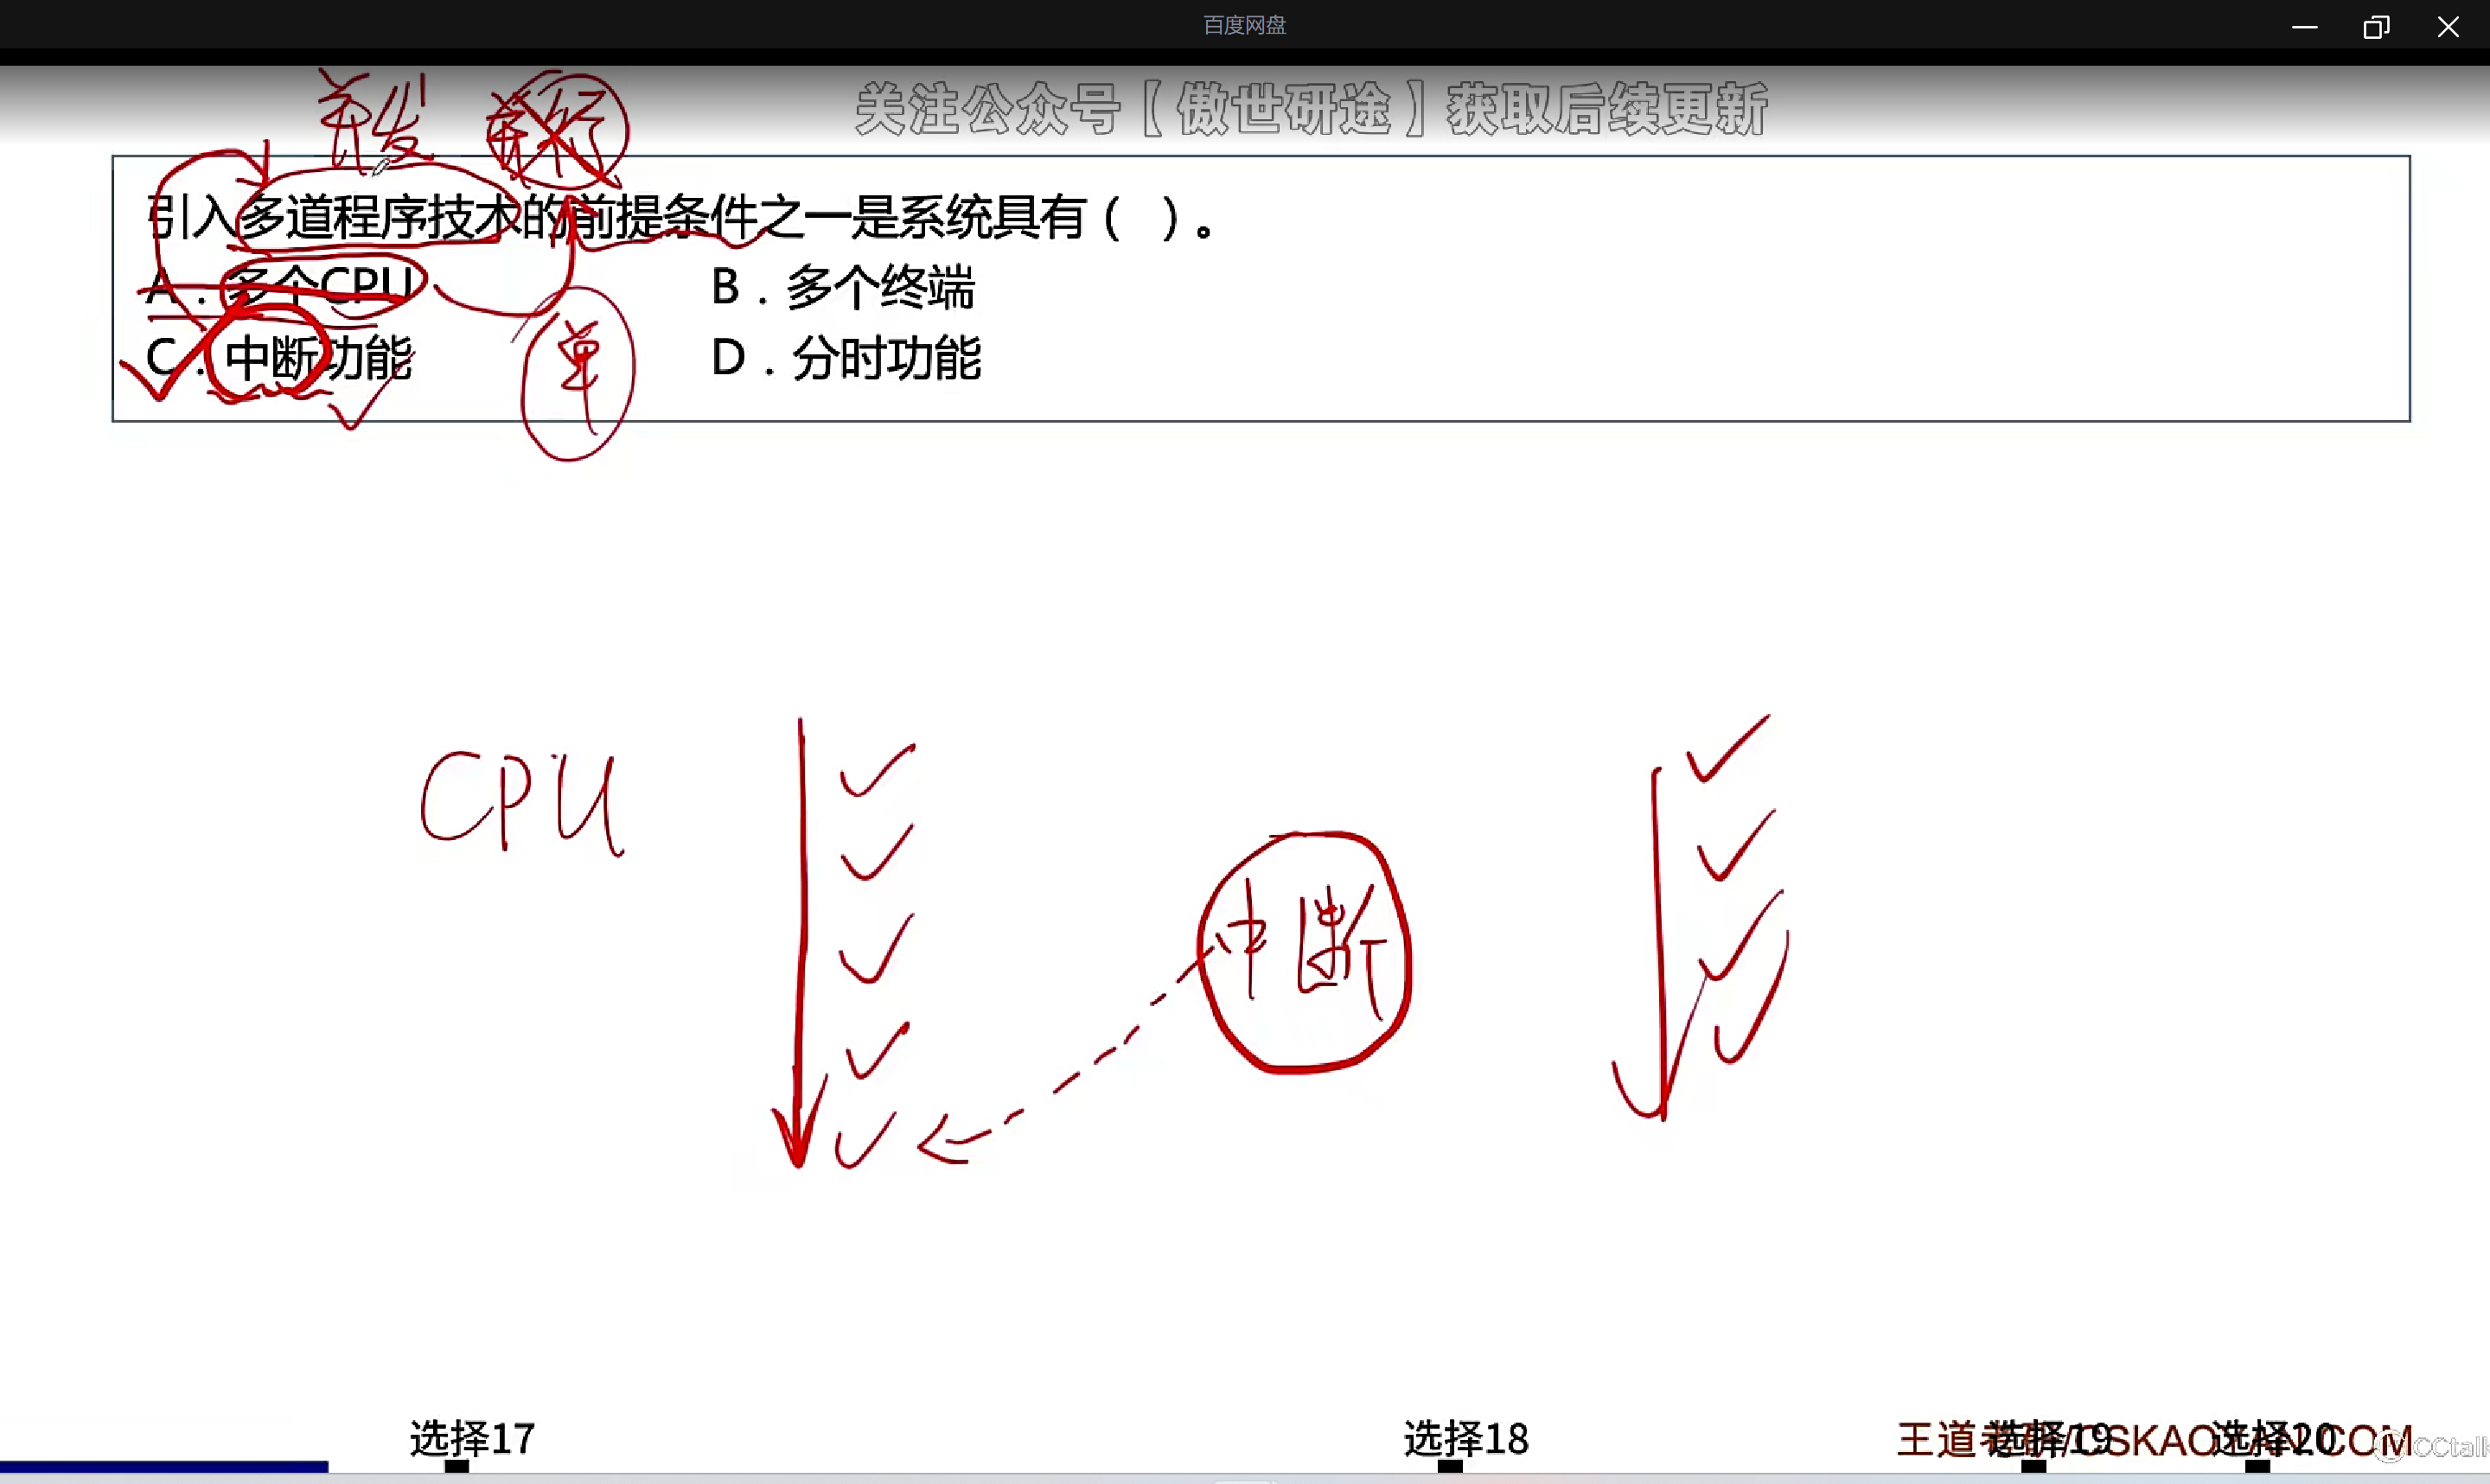 百度网盘
关注公众号【傲世研途】获取后续更新
并发 并行
引入多道程序技术的前提条件之一是系统具有（ ）。
A．多个CPU B．多个终端
C．中断功能 D．分时功能
单
CPU
中断
选择17 选择18 选择19 选择20
王道考研/CSKAOYAN.COM
CCtalk